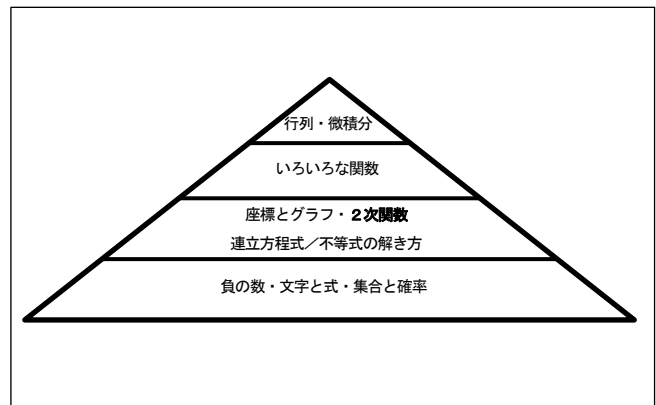 行列・微積分
いろいろな関数
座標とグラフ・２次関数
連立方程式／不等式の解き方
負の数・文字と式・集合と確率